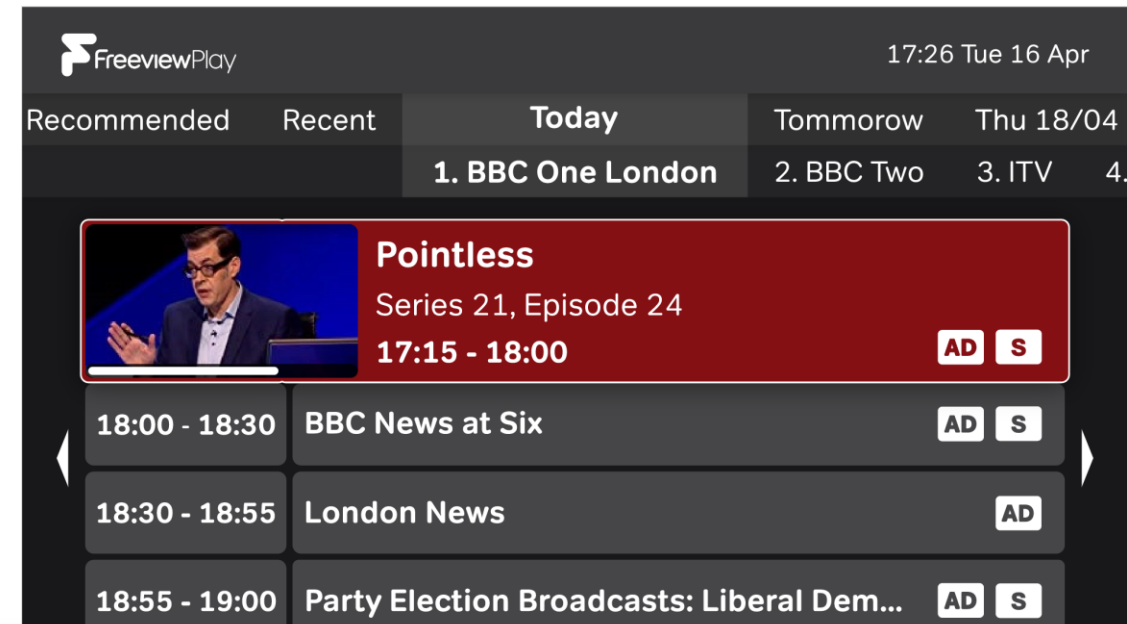 FreeviewPlay
17:26 Tue 16 Apr
Recommended Recent Today Tommorow Thu 18/04
1. BBC One London 2. BBC Two 3. ITV 4.
Pointless
Series 21, Episode 24
17:15 - 18:00 AD S
18:00 - 18:30 BBC News at Six AD S
18:30 - 18:55 London News AD
18:55 - 19:00 Party Election Broadcasts: Liberal Dem... AD S